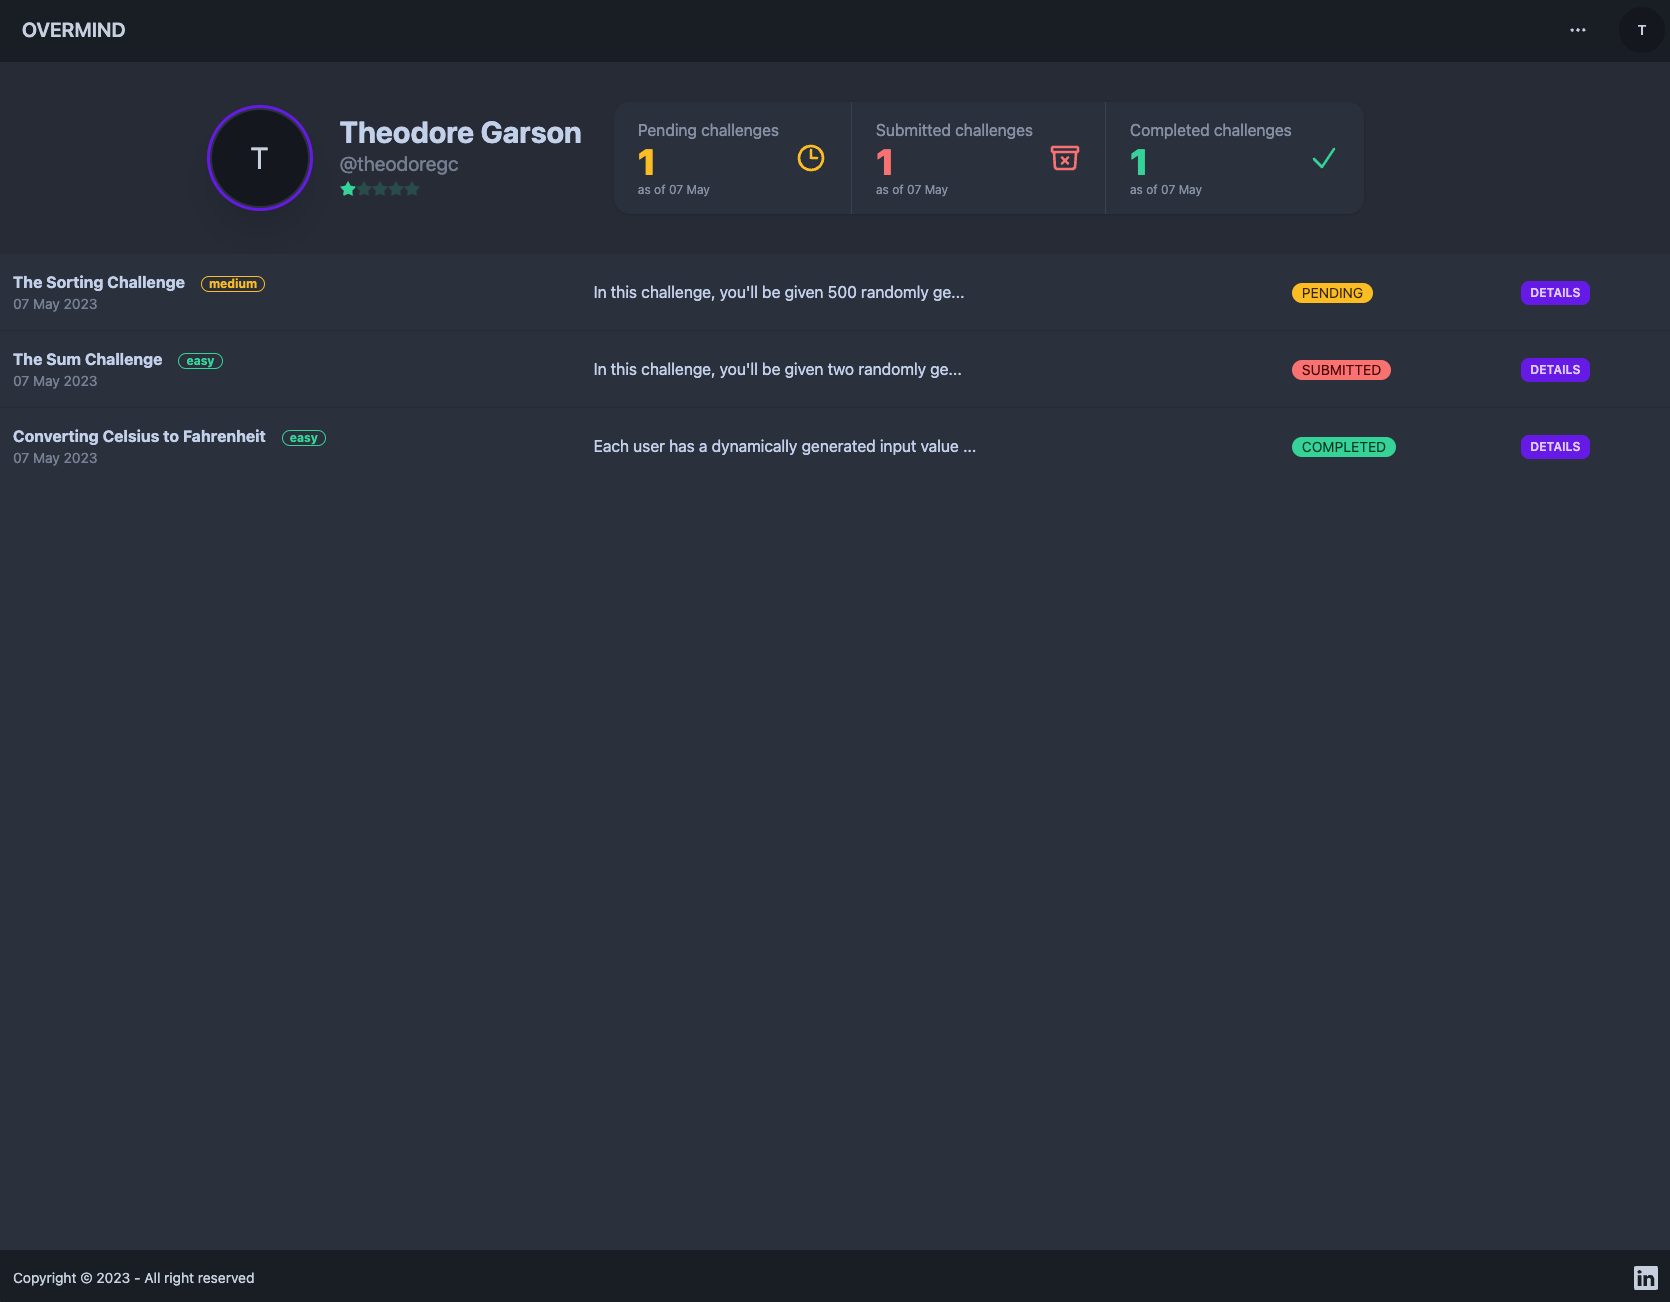 OVERMIND
T
T
Theodore Garson
@theodoregc
Pending challenges
1
as of 07 May
Submitted challenges
1
as of 07 May
Completed challenges
1
as of 07 May
The Sorting Challenge medium
07 May 2023
In this challenge, you'll be given 500 randomly ge...
PENDING
DETAILS
The Sum Challenge easy
07 May 2023
In this challenge, you'll be given two randomly ge...
SUBMITTED
DETAILS
Converting Celsius to Fahrenheit easy
07 May 2023
Each user has a dynamically generated input value ...
COMPLETED
DETAILS
Copyright © 2023 - All right reserved
in